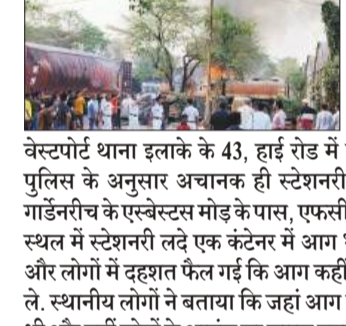 वेस्टपोर्ट थाना इलाके के 43, हाई रोड में
पुलिस के अनुसार अचानक ही स्टेशनरी
गार्डेनरीच के एस्बेस्टस मोड़ के पास, एफसी
स्थल में स्टेशनरी लदे एक कंटेनर में आग
और लोगों में दहशत फैल गई कि आग कहीं
ले. स्थानीय लोगों ने बताया कि जहां आग